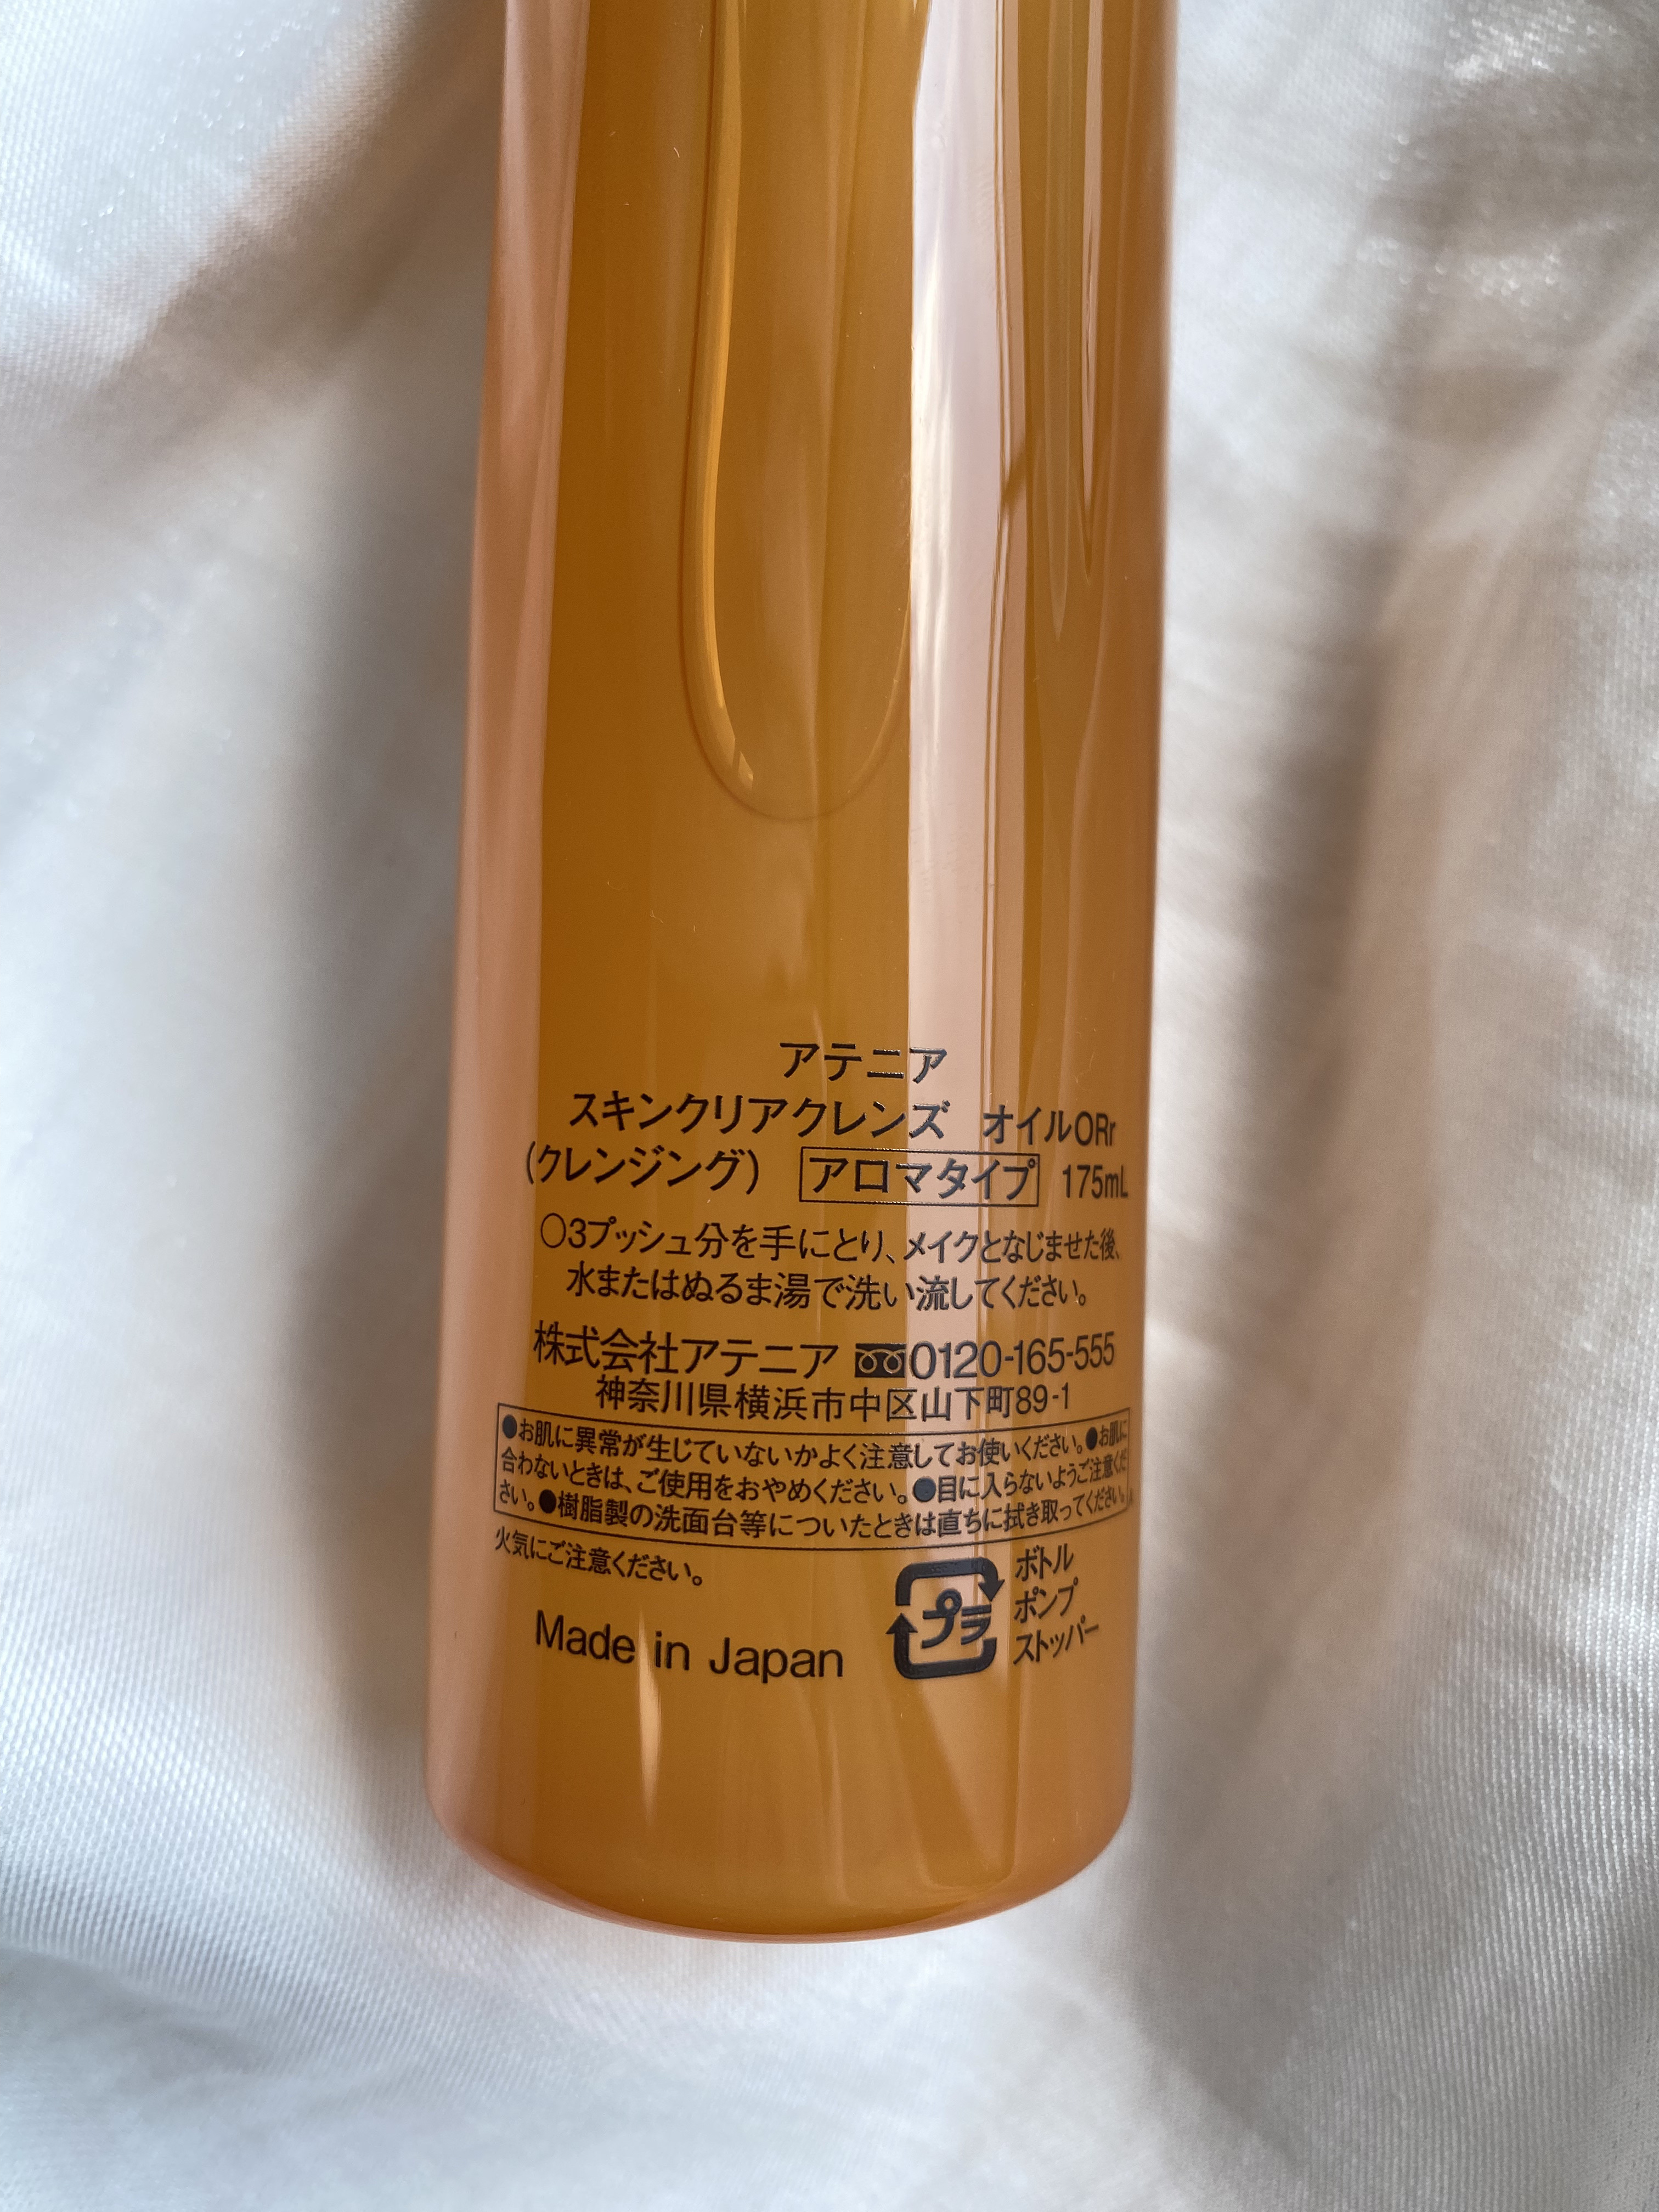 アテニア
スキンクリアクレンズ オイルORr
(クレンジング) アロマタイプ 175mL
○3プッシュ分を手にとり、メイクとなじませた後、
水またはぬるま湯で洗い流してください。
株式会社アテニア 0120-165-555
神奈川県横浜市中区山下町89-1
●お肌に異常が生じていないかよく注意してお使いください。●お肌に
合わないときは、ご使用をおやめください。●目に入らないようご注意くだ
さい。●樹脂製の洗面台等についたときは直ちに拭き取ってください。
火気にご注意ください。
Made in Japan
プラ
ボトル
ポンプ
ストッパー